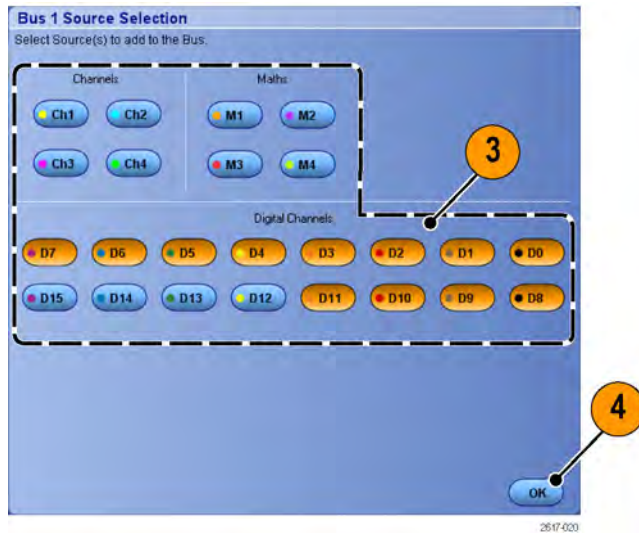 Bus 1 Source Selection
Select Source(s) to add to the Bus.
Channels Maths
Ch1 Ch2 M1 M2
Ch3 Ch4 M3 M4
3
Digital Channels
D7 D6 D5 D4 D3 D2 D1 D0
D15 D14 D13 D12 D11 D10 D9 D8
4
OK
2617-020